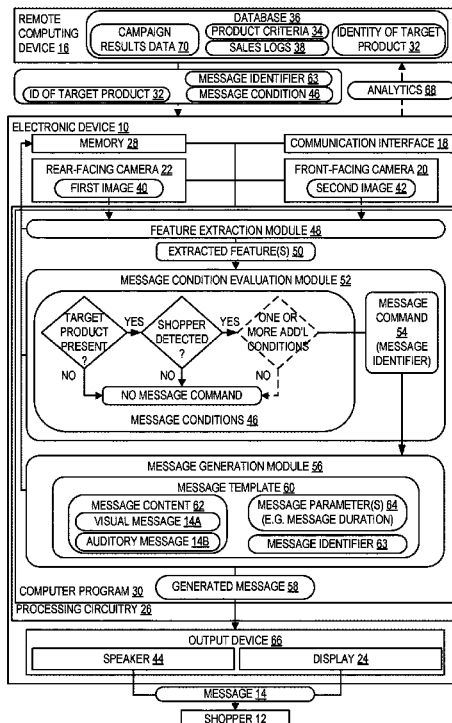 REMOTE COMPUTING DEVICE 16
DATABASE 36
CAMPAIGN RESULTS DATA 70
PRODUCT CRITERIA 34
SALES LOGS 38
IDENTITY OF TARGET PRODUCT 32
ID OF TARGET PRODUCT 32
MESSAGE IDENTIFIER 63
MESSAGE CONDITION 46
ANALYTICS 68
ELECTRONIC DEVICE 10
MEMORY 28
COMMUNICATION INTERFACE 18
REAR-FACING CAMERA 22
FIRST IMAGE 40
FRONT-FACING CAMERA 20
SECOND IMAGE 42
FEATURE EXTRACTION MODULE 48
EXTRACTED FEATURE(S) 50
MESSAGE CONDITION EVALUATION MODULE 52
TARGET PRODUCT PRESENT ?
YES
SHOPPER DETECTED ?
YES
ONE OR MORE ADD'L CONDITIONS ?
MESSAGE COMMAND 54 (MESSAGE IDENTIFIER)
NO
NO
NO
NO MESSAGE COMMAND
MESSAGE CONDITIONS 46
MESSAGE GENERATION MODULE 56
MESSAGE TEMPLATE 60
MESSAGE CONTENT 62
VISUAL MESSAGE 14A
AUDITORY MESSAGE 14B
MESSAGE PARAMETER(S) 64
(E.G. MESSAGE DURATION)
MESSAGE IDENTIFIER 63
COMPUTER PROGRAM 30
GENERATED MESSAGE 58
PROCESSING CIRCUITRY 26
OUTPUT DEVICE 66
SPEAKER 44
DISPLAY 24
MESSAGE 14
SHOPPER 12